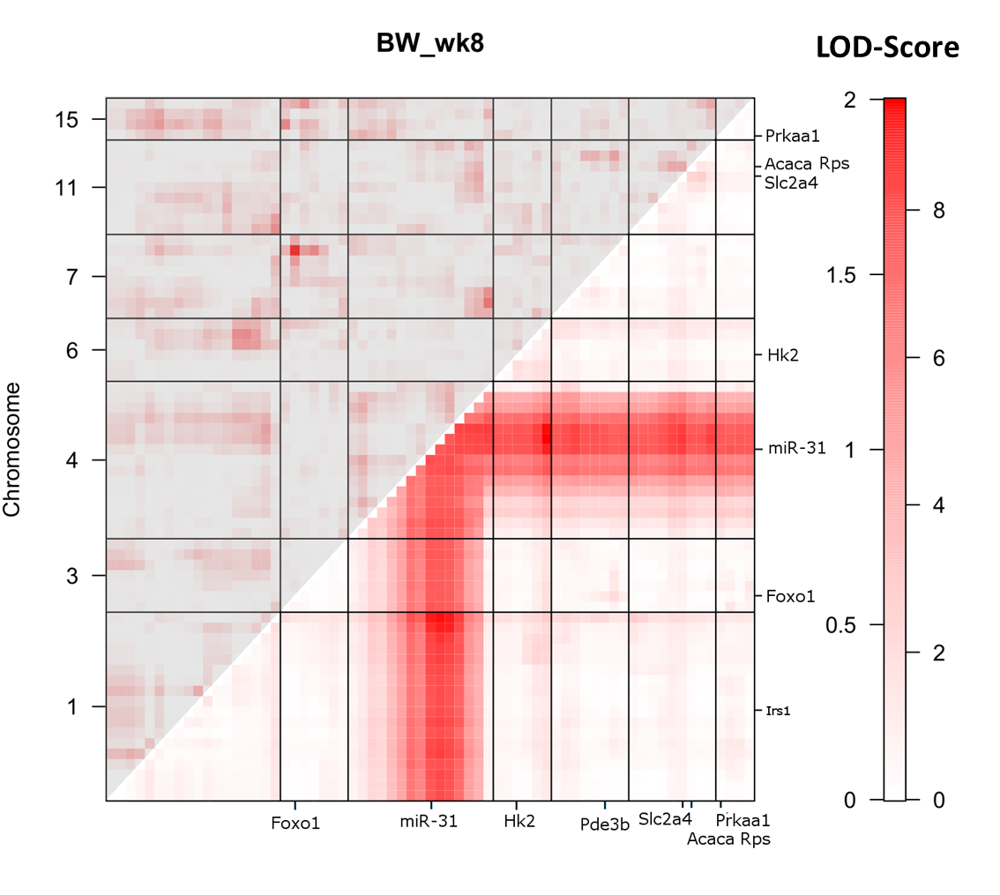 BW_wk8
LOD-Score
Chromosome
15
11
7
6
4
3
1
Prkaa1
Acaca Rps
Slc2a4
Hk2
miR-31
Foxo1
Irs1
Foxo1
miR-31
Hk2
Pde3b
Slc2a4
Prkaa1
Acaca Rps
2
1.5
1
0.5
0
8
6
4
2
0